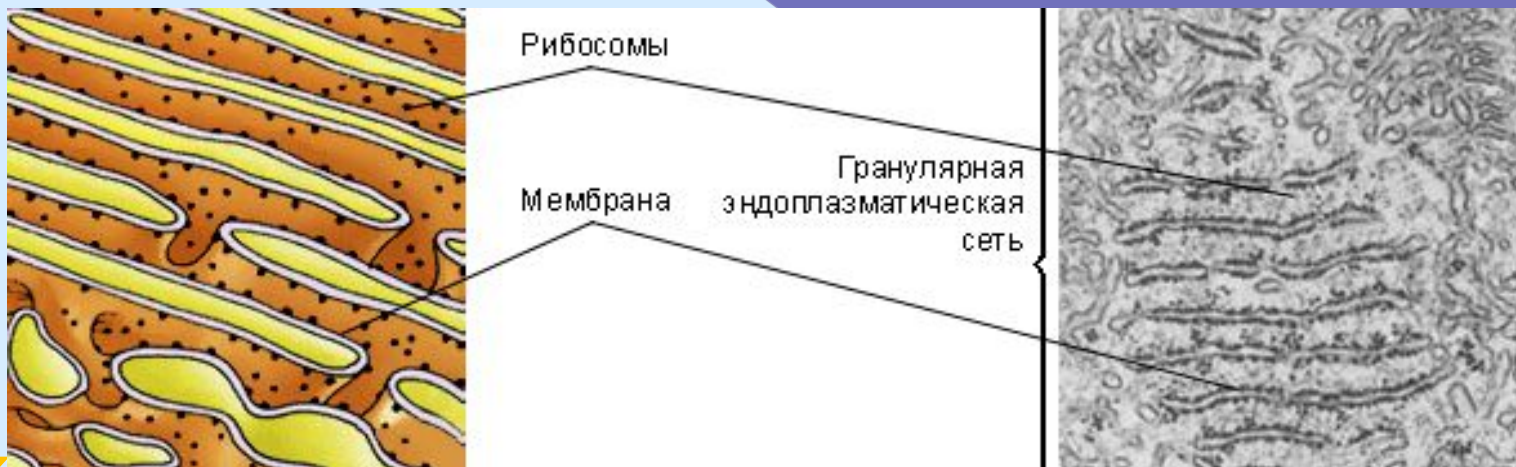 Рибосомы
Мембрана
Гранулярная
эндоплазматическая
сеть